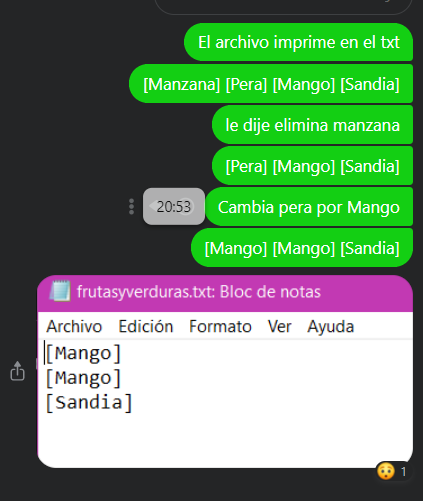 El archivo imprime en el txt
[Manzana] [Pera] [Mango] [Sandia]
le dije elimina manzana
[Pera] [Mango] [Sandia]
20:53
Cambia pera por Mango
[Mango] [Mango] [Sandia]
frutasyverduras.txt: Bloc de notas
Archivo Edición Formato Ver Ayuda
[Mango]
[Mango]
[Sandia]
1